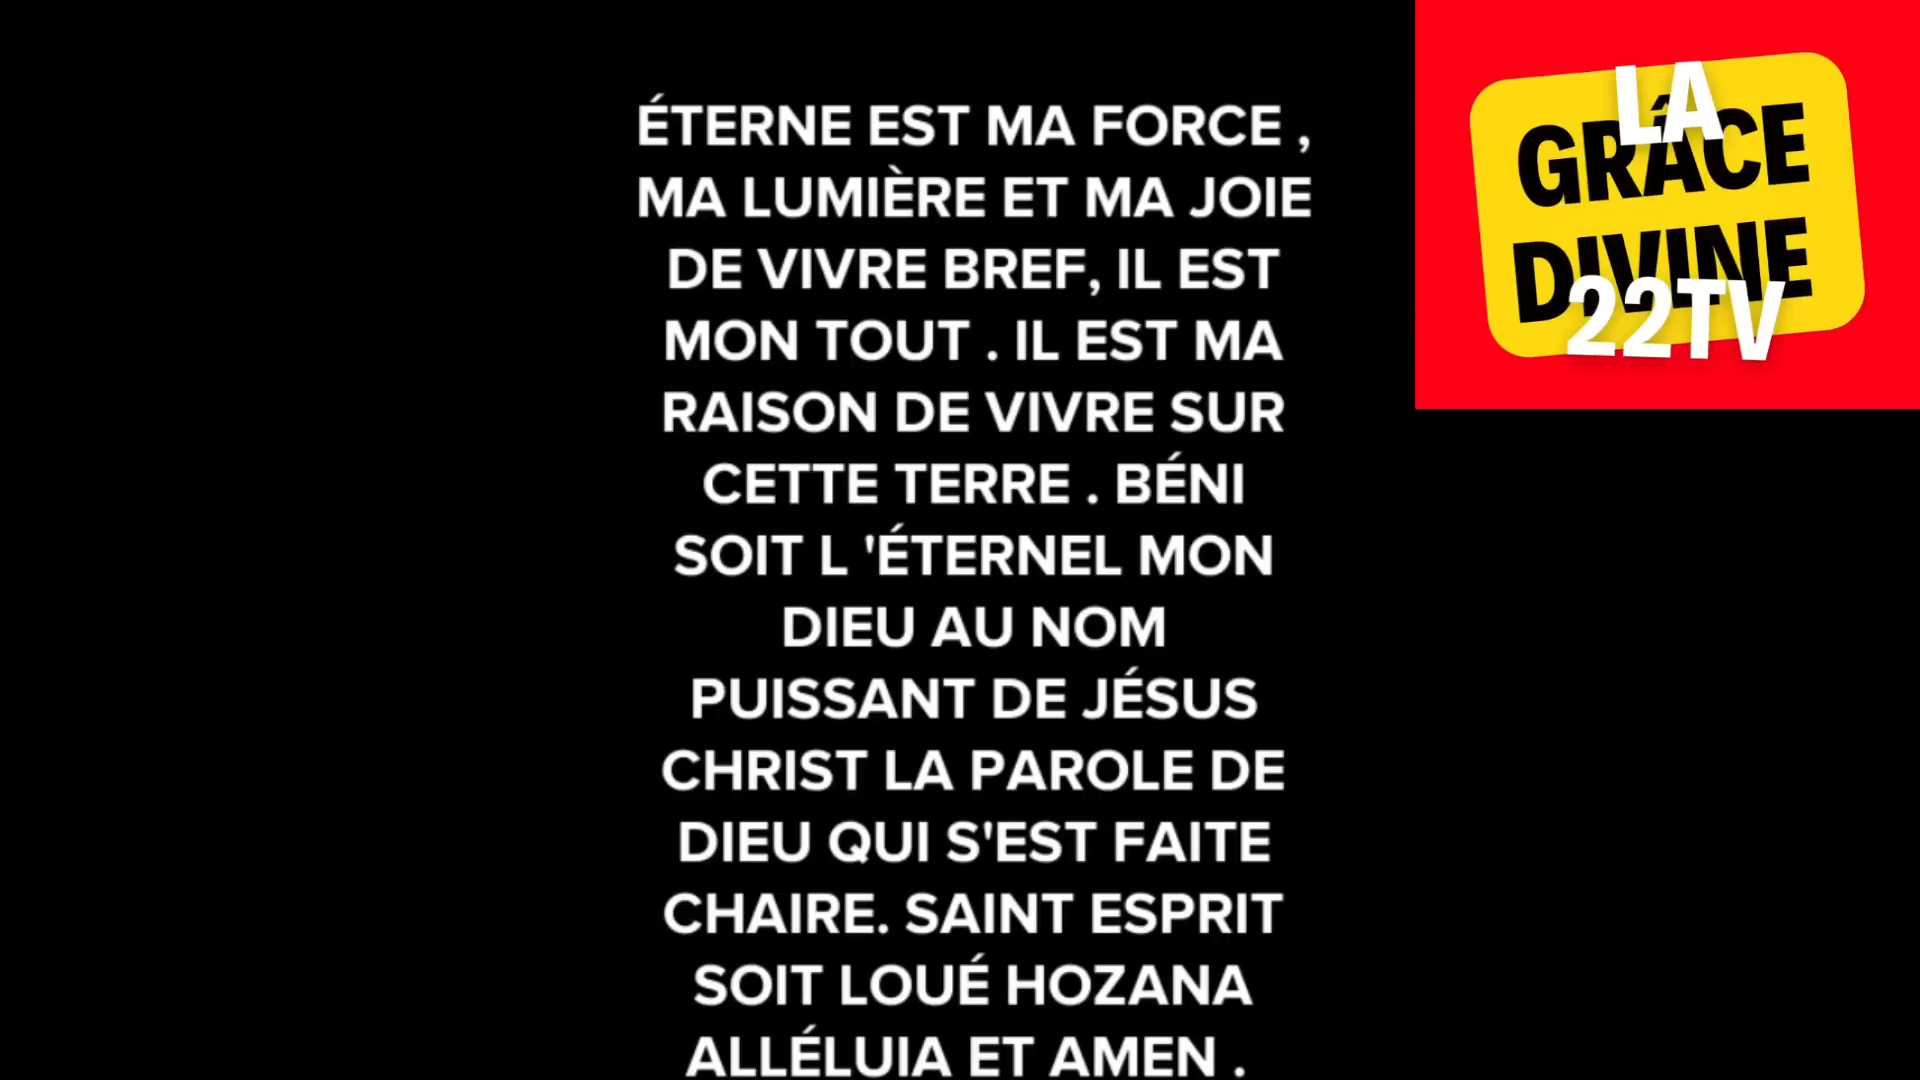 ÉTERNE EST MA FORCE ,
MA LUMIÈRE ET MA JOIE
DE VIVRE BREF, IL EST
MON TOUT . IL EST MA
RAISON DE VIVRE SUR
CETTE TERRE . BÉNI
SOIT L 'ÉTERNEL MON
DIEU AU NOM
PUISSANT DE JÉSUS
CHRIST LA PAROLE DE
DIEU QUI S'EST FAITE
CHAIRE. SAINT ESPRIT
SOIT LOUÉ HOZANA
ALLÉLUIA ET AMEN .
LA
GRÂCE
DIVINE
22TV